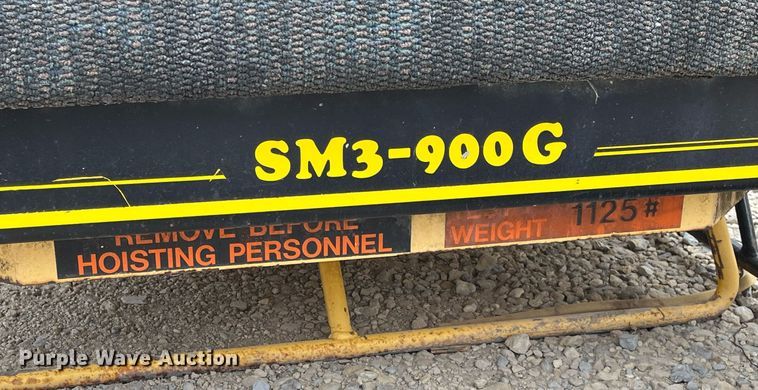 SM3-900G
REMOVE BEFORE
HOISTING PERSONNEL
WEIGHT 1125#
Purple Wave Auction